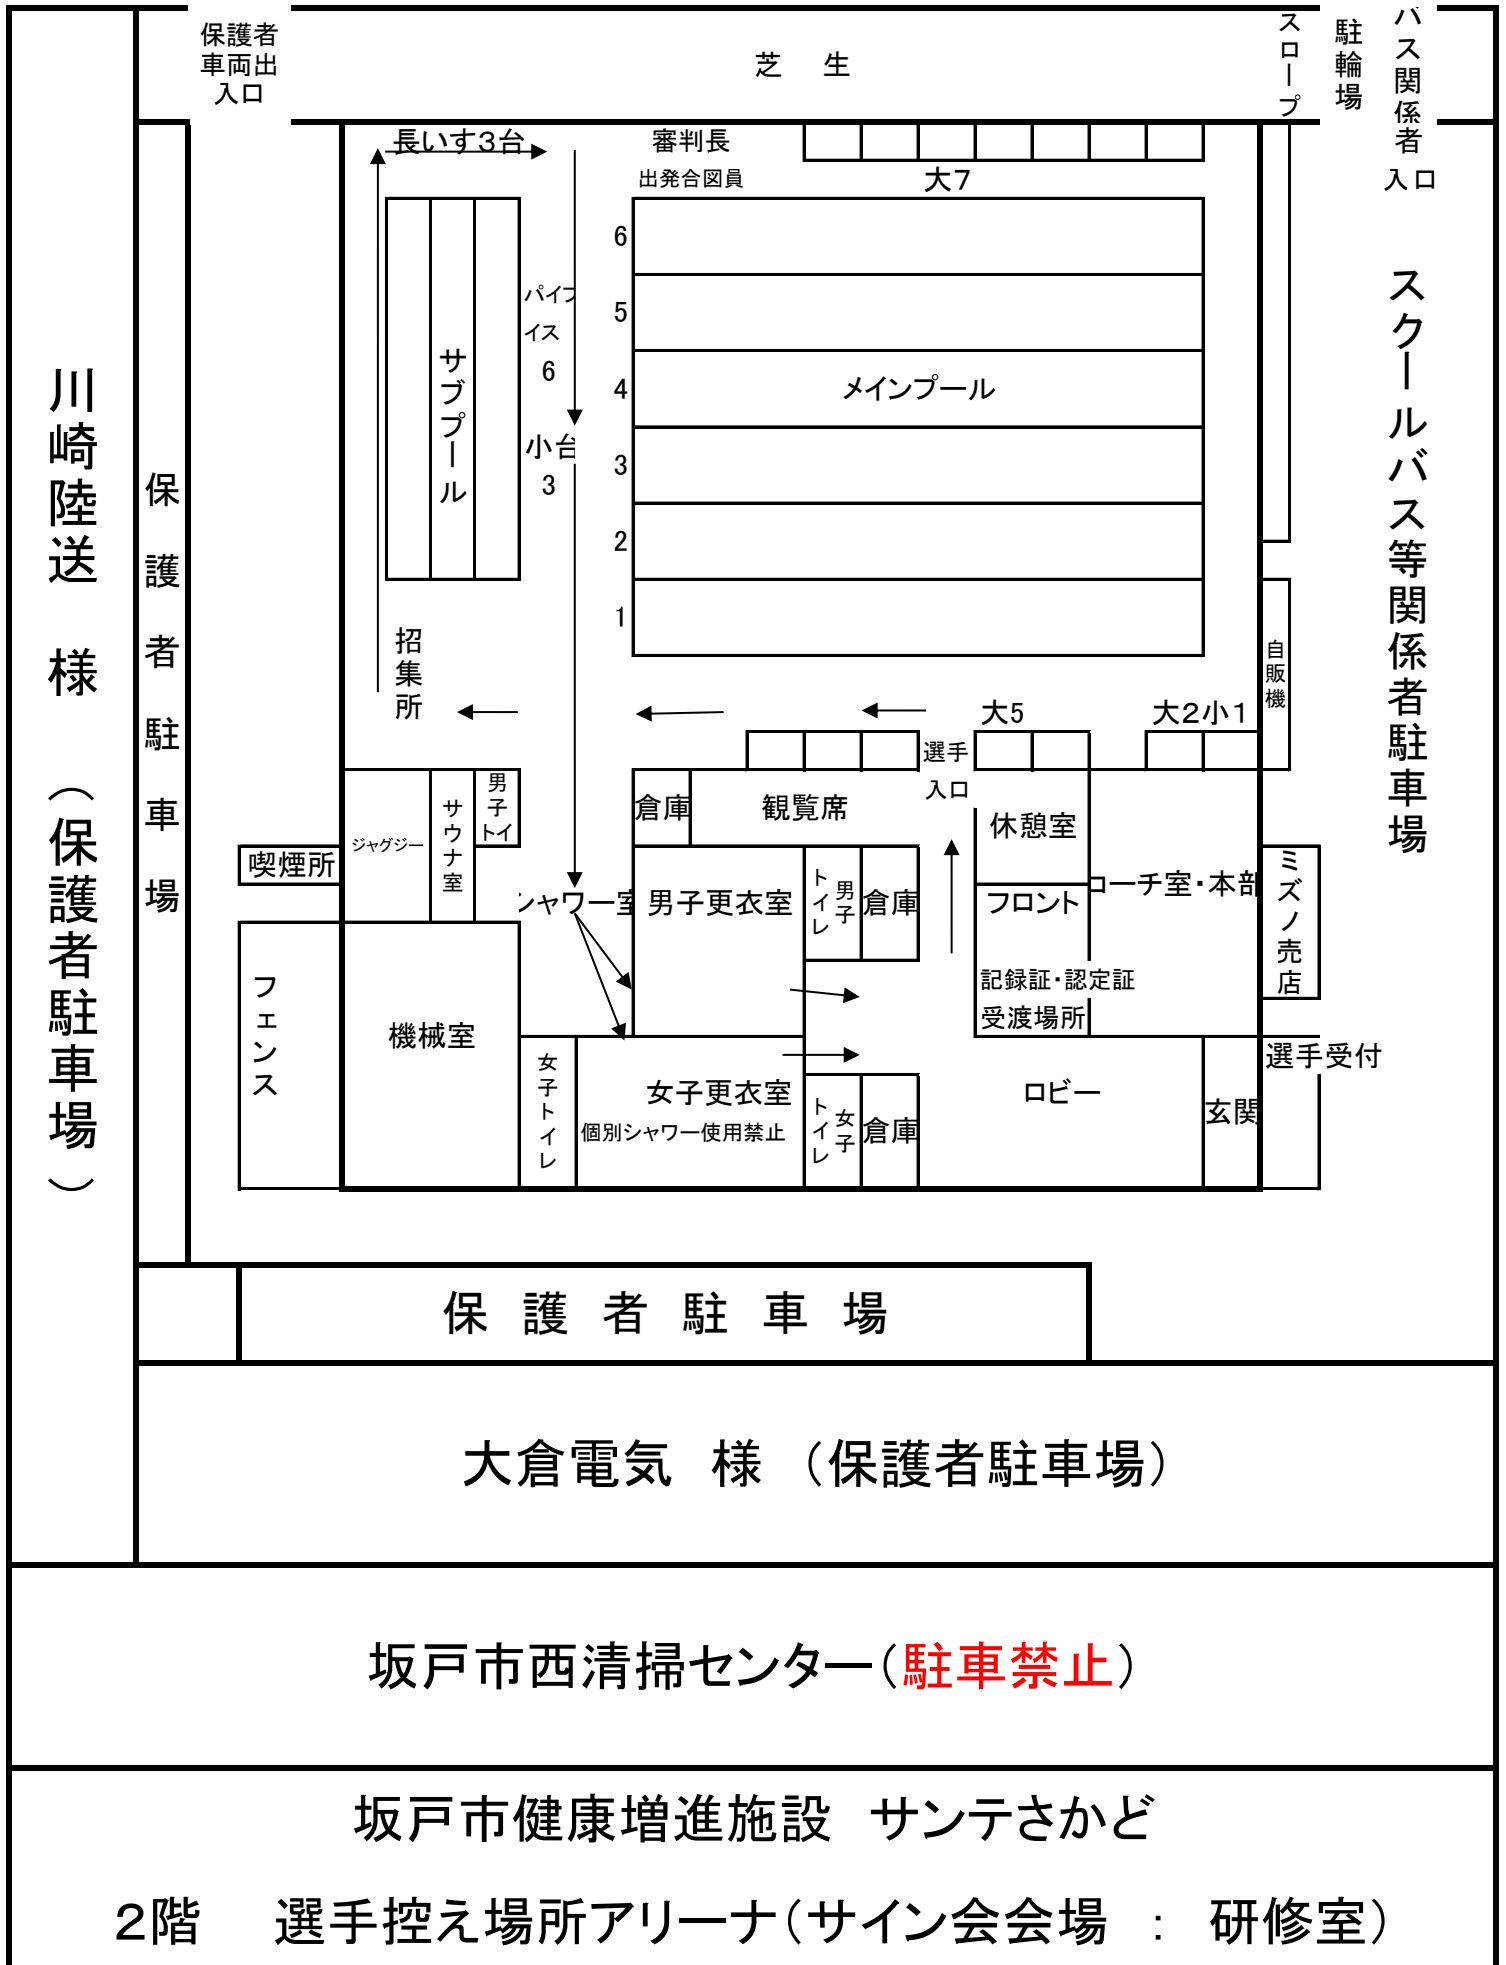 保護者
車両出
入口
芝　生
スロープ
駐輪場
バス関係者
入口
長いす3台
審判長
出発合図員
大7
6
5
4
3
2
1
メインプール
サブプール
パイプ
イス
6
小台
3
招集所
スクールバス等関係者駐車場
川崎陸送　様　（保護者駐車場）
保護者駐車場
自販機
大5
大2小1
選手
入口
男子トイ
サウナ室
ジャグジー
倉庫
観覧席
休憩室
喫煙所
シャワー室
男子更衣室
男子トイレ
倉庫
フロント
コーチ室・本部
ミズノ売店
フェンス
機械室
記録証・認定証
受渡場所
女子トイレ
女子更衣室
個別シャワー使用禁止
女子トイレ
倉庫
ロビー
玄関
選手受付
保護者駐車場
大倉電気　様　（保護者駐車場）
坂戸市西清掃センター（駐車禁止）
坂戸市健康増進施設　サンテさかど
2階　選手控え場所アリーナ（サイン会会場　：　研修室）